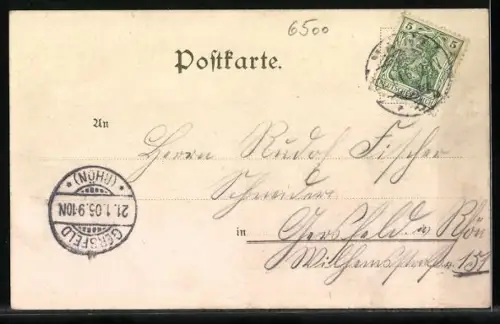 6500
5 5
Postkarte.
An
Herrn Rudolf Fischer
Schneider
in Gersfeld a/Rhön
Wilhelmstraße 151
(RHÖN)
21.1.05.9-10N
GERSFELD